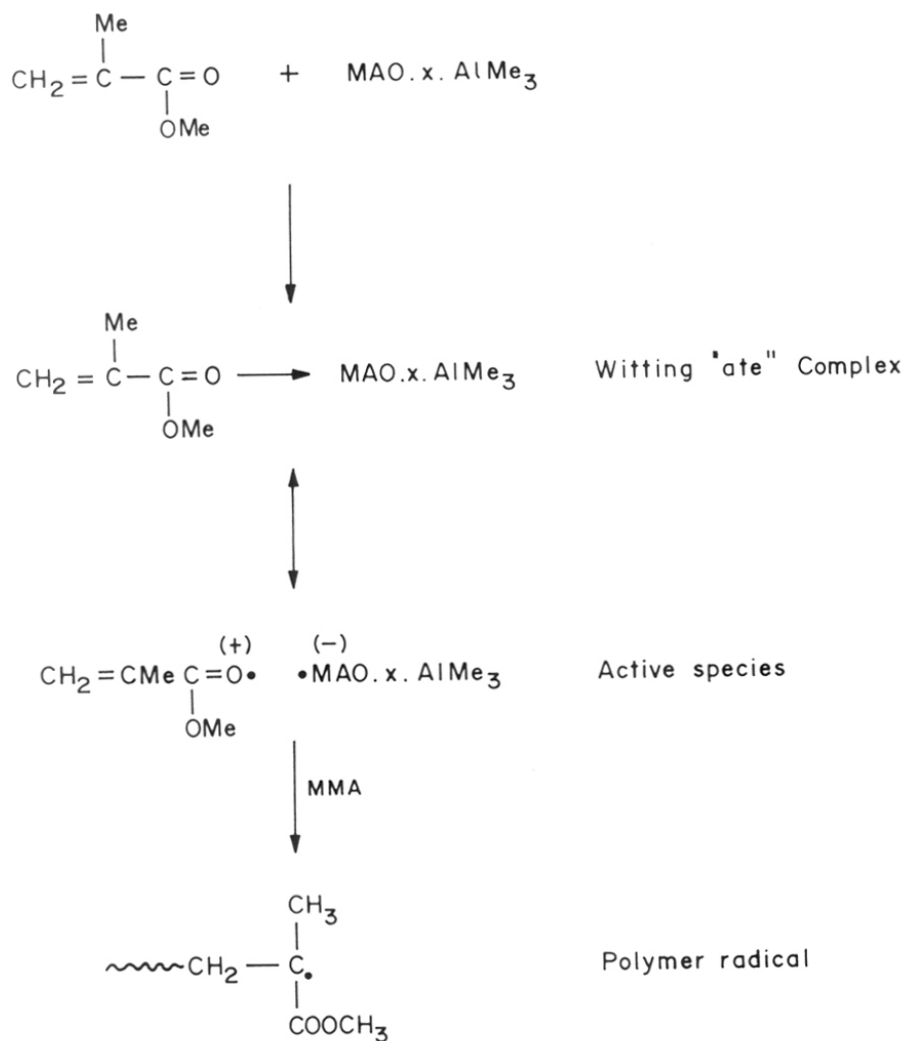 Me
CH2=C—C=O + MAO.x.AlMe3
OMe
Me
CH2=C—C=O → MAO.x.AlMe3 Witting 'ate" Complex
OMe
(+) (-)
CH2=CMe C=O• •MAO.x.AlMe3 Active species
OMe
MMA
CH3
CH2—C• Polymer radical
COOCH3